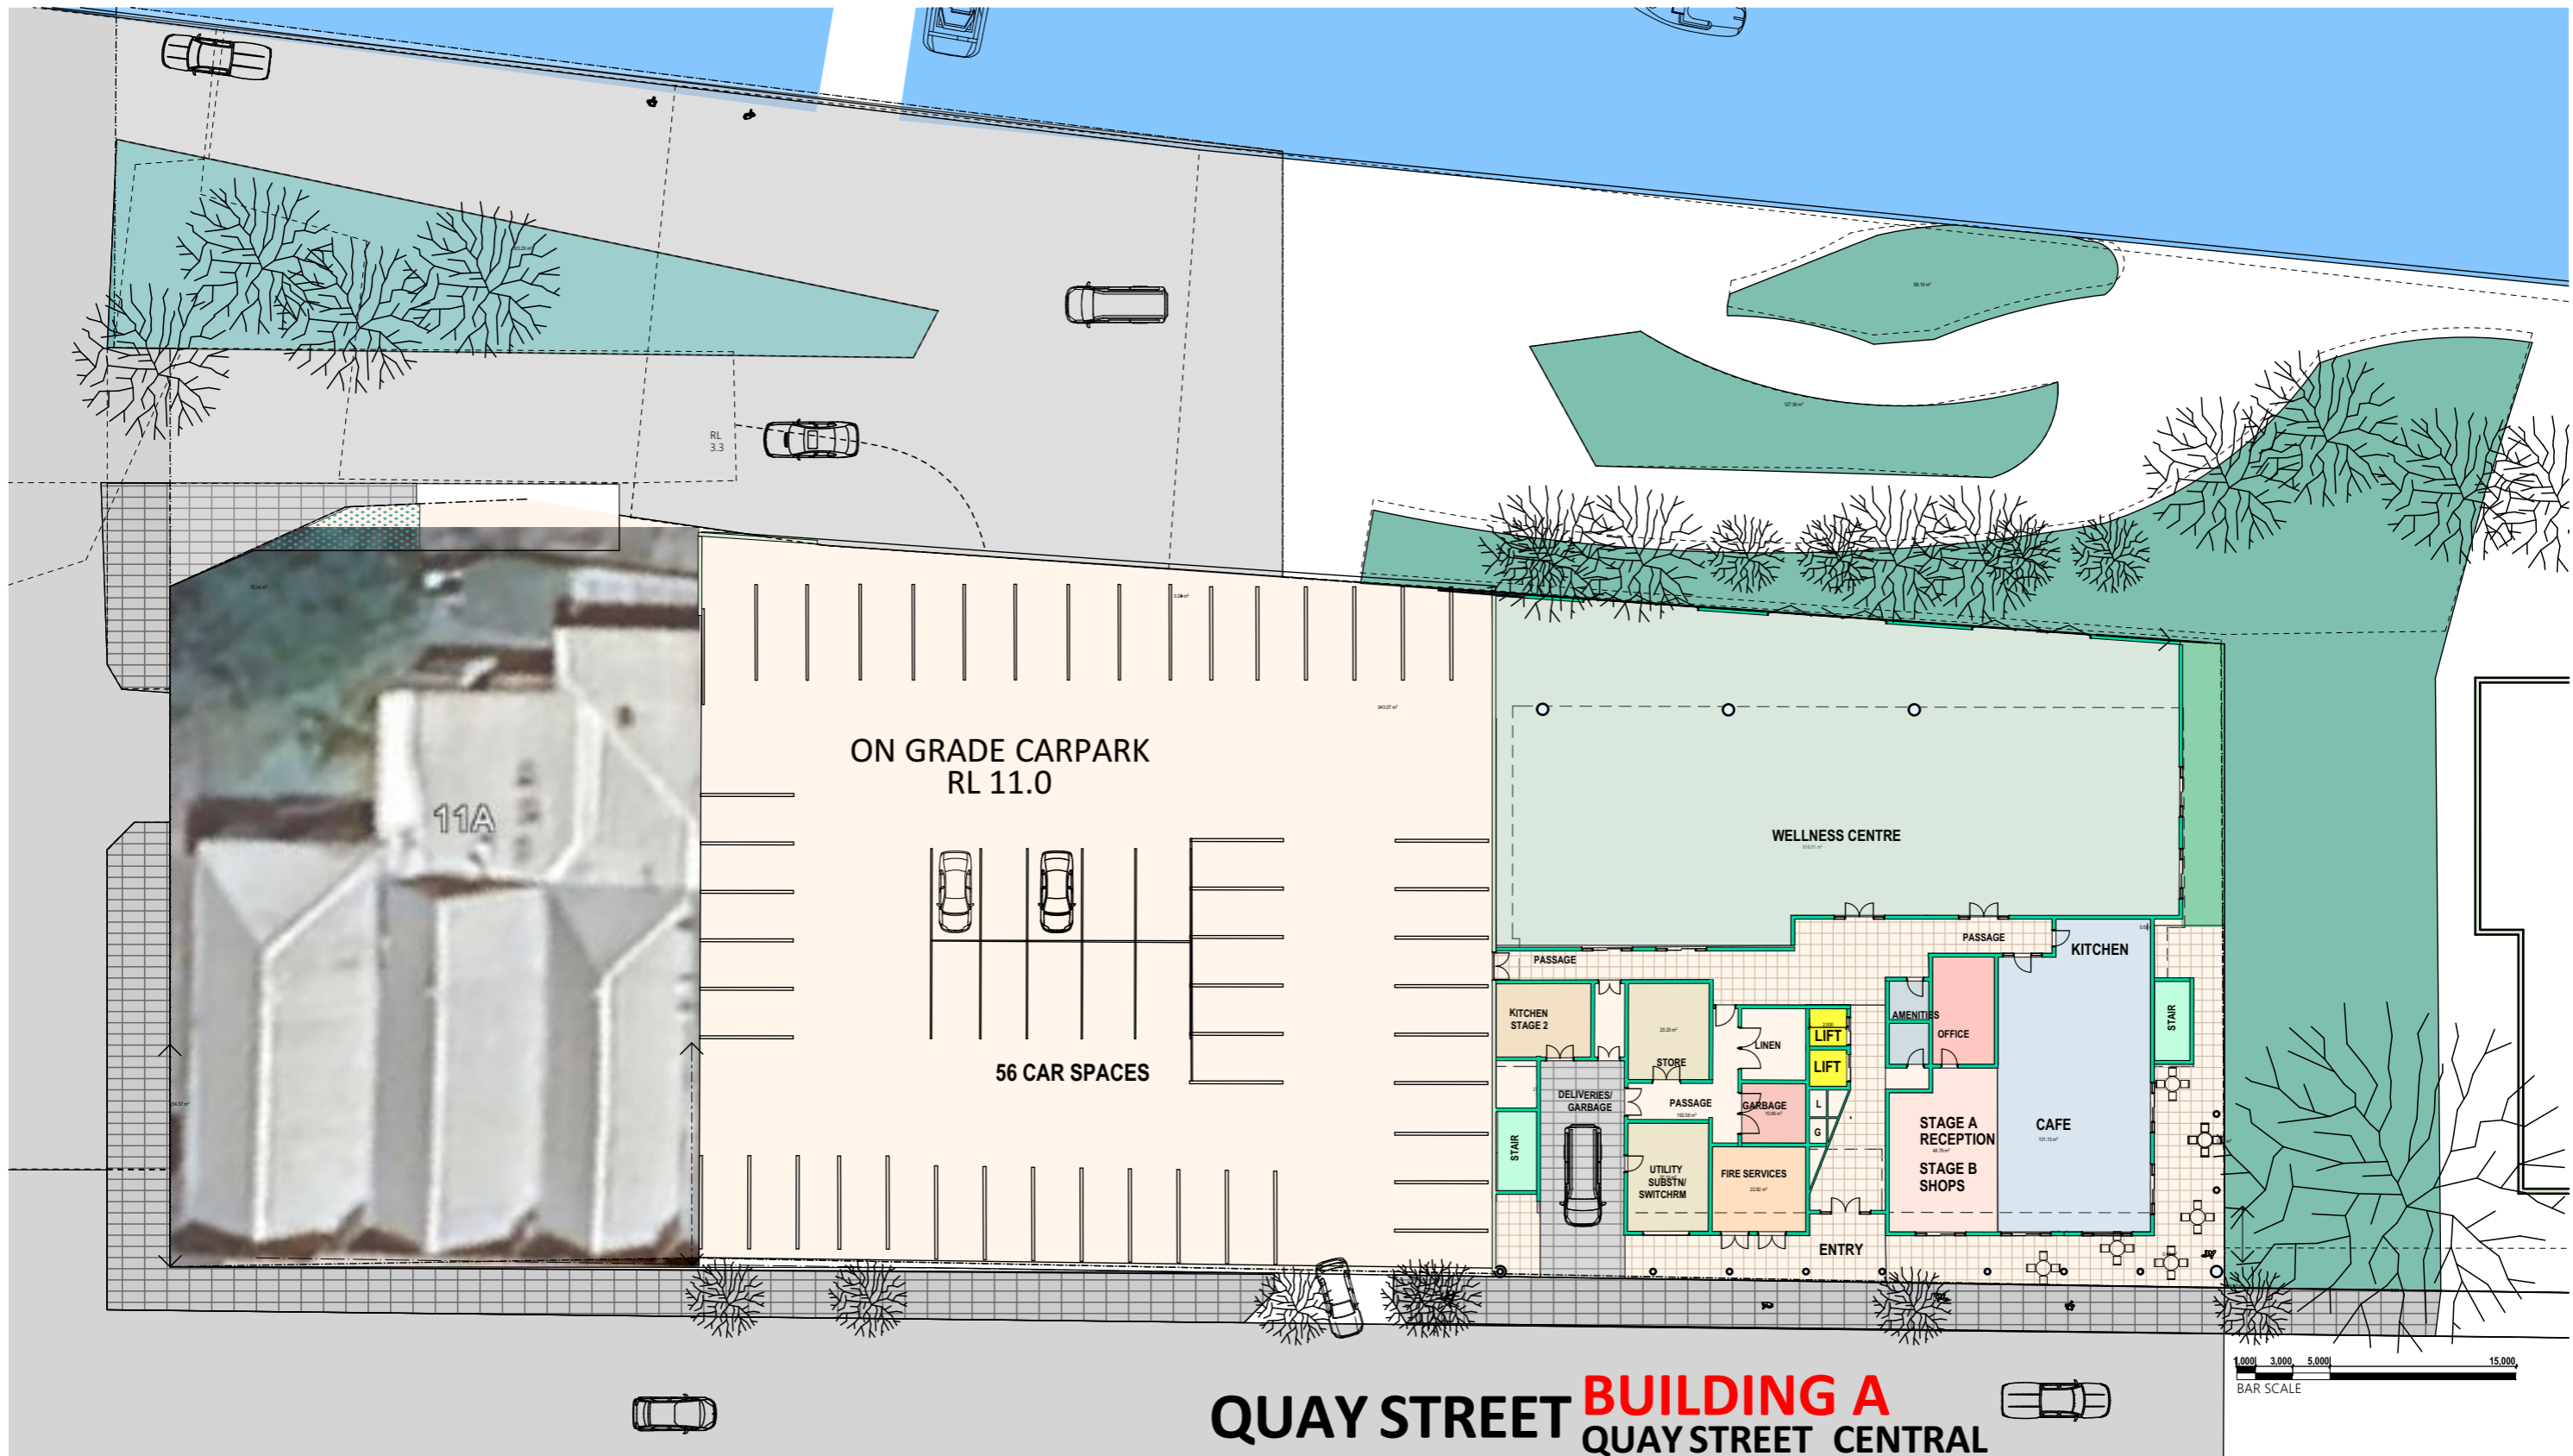 RL
3.3
ON GRADE CARPARK
RL 11.0
11A
56 CAR SPACES
WELLNESS CENTRE
PASSAGE
KITCHEN
PASSAGE
KITCHEN
STAGE 2
STORE
LINEN
LIFT
LIFT
AMENITIES
OFFICE
STAIR
DELIVERIES/
GARBAGE
PASSAGE
GARBAGE
L
G
STAGE A
RECEPTION
STAGE B
SHOPS
CAFE
STAIR
UTILITY
SUBSTN/
SWITCHRM
FIRE SERVICES
ENTRY
1,000 3,000 5,000 15,000
BAR SCALE
QUAY STREET
BUILDING A
QUAY STREET CENTRAL